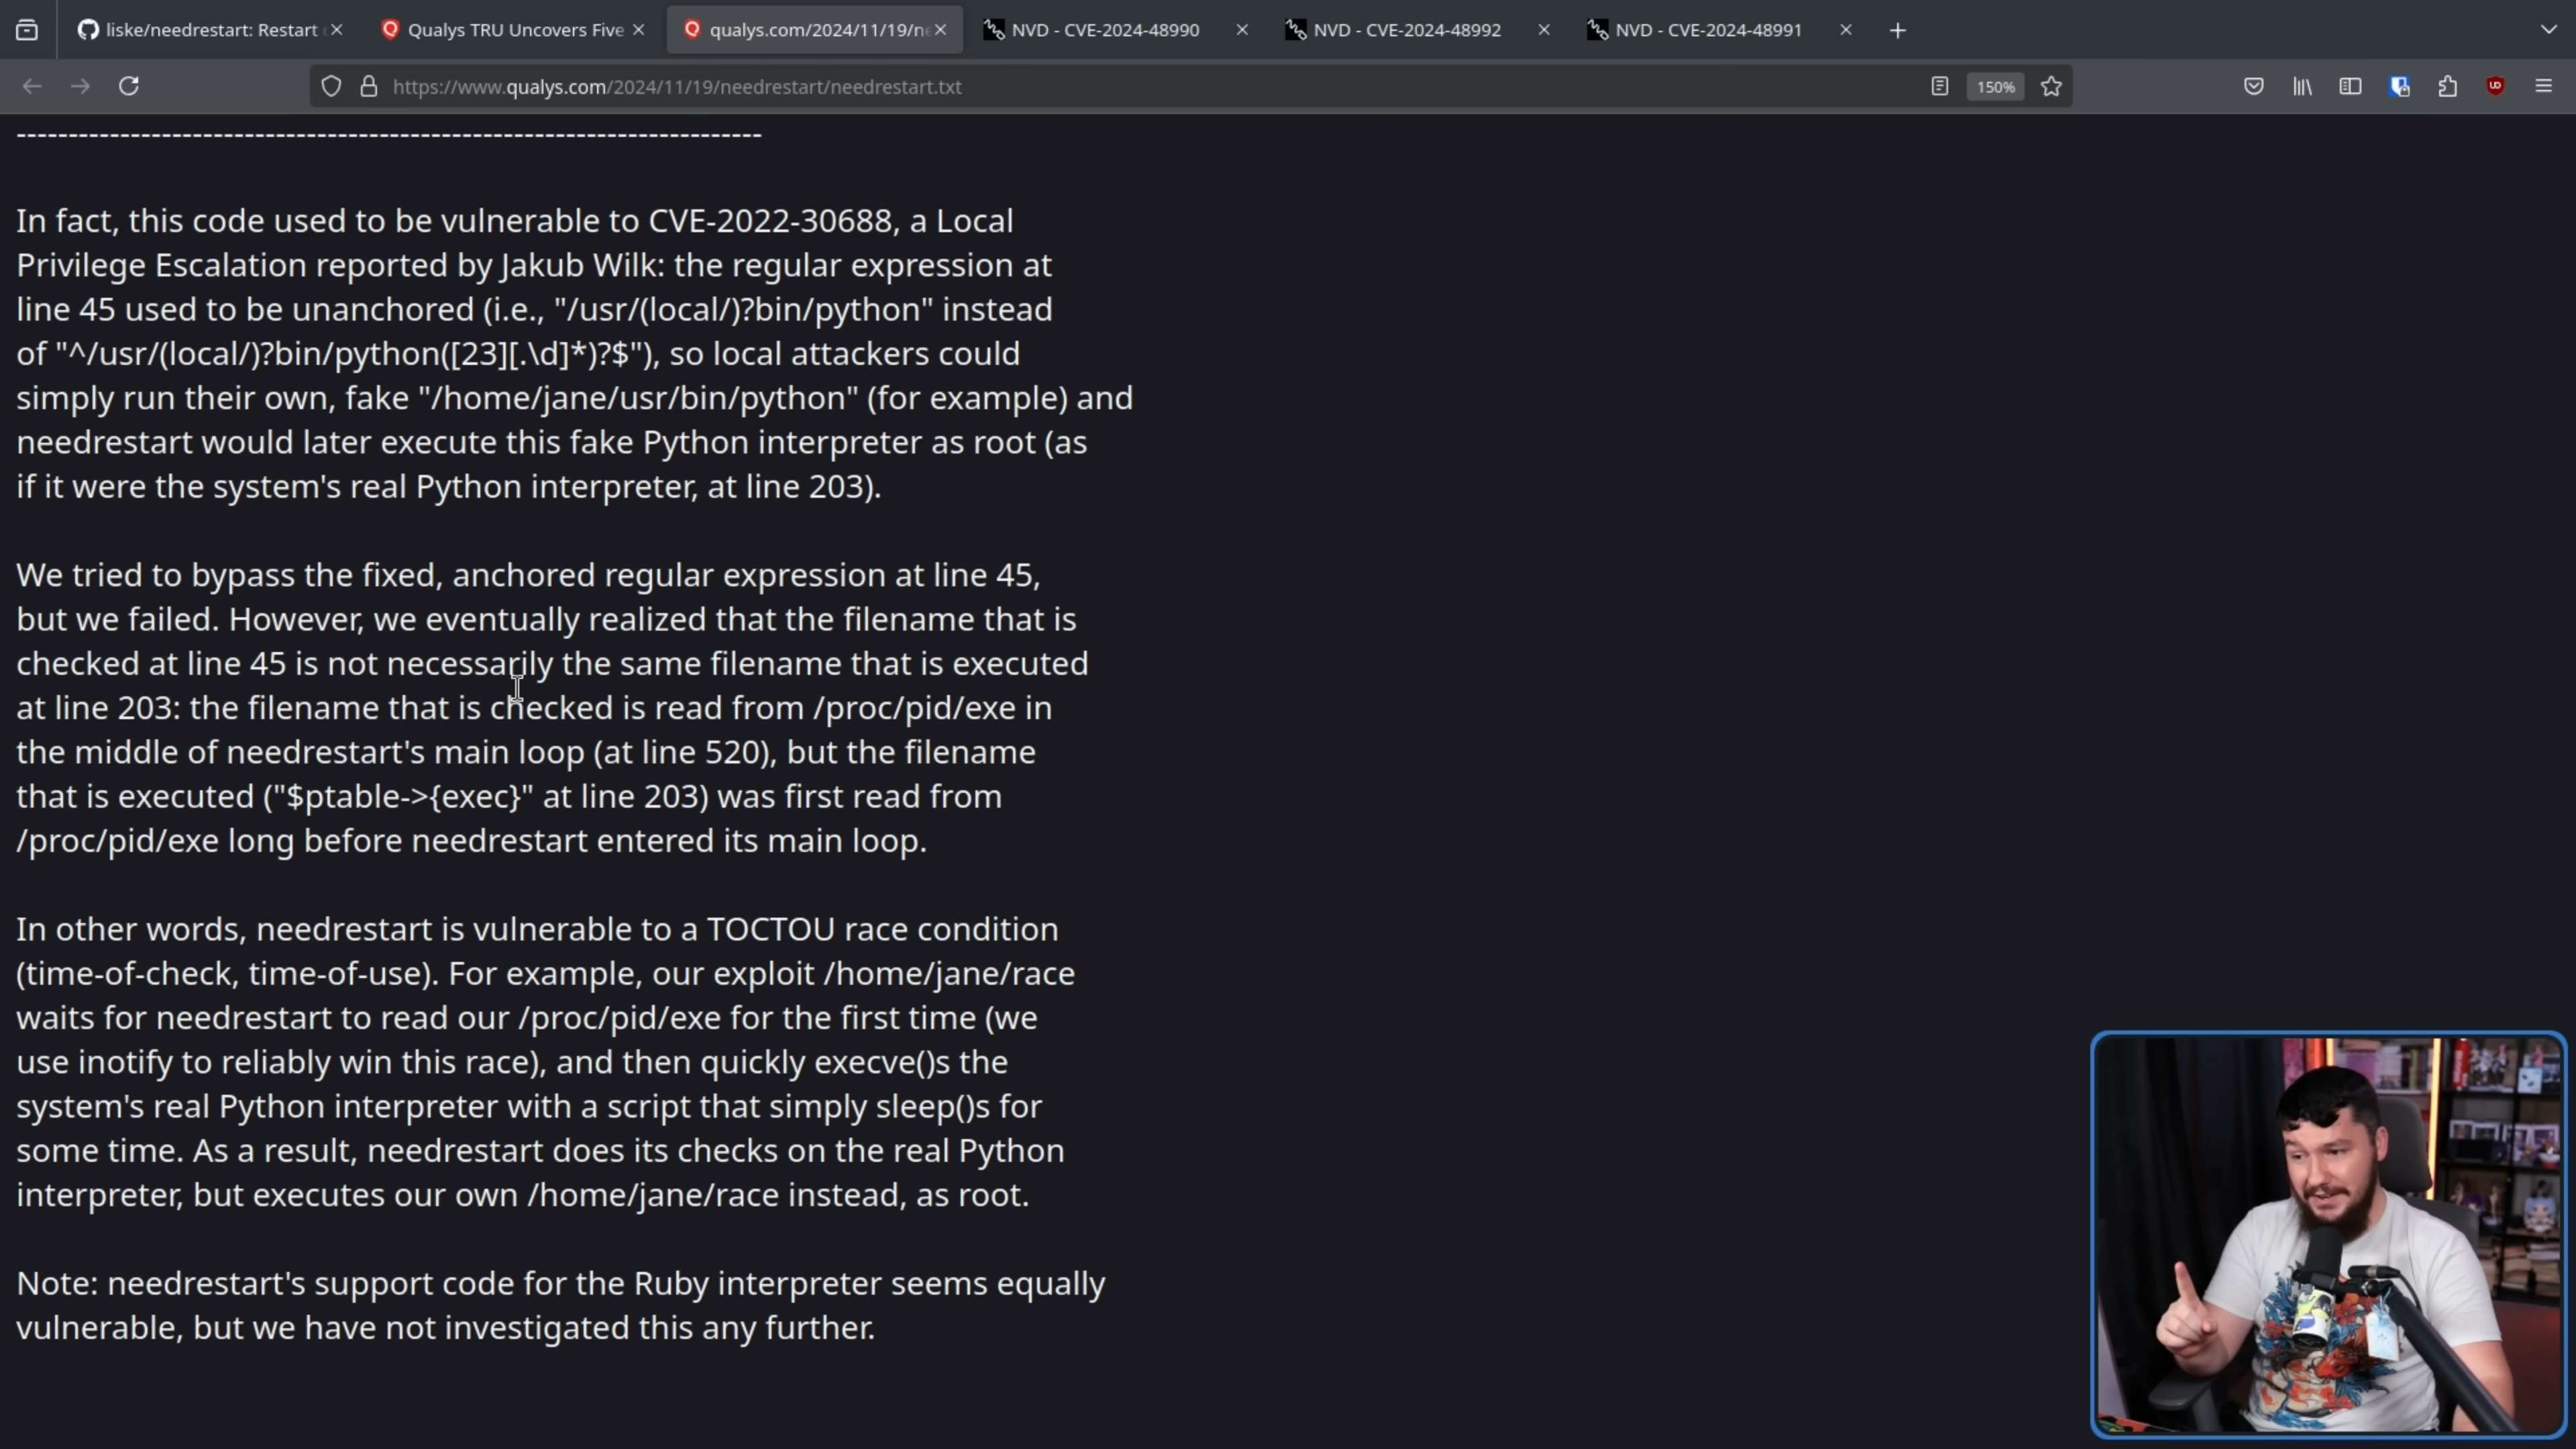 liske/needrestart: Restart
Qualys TRU Uncovers Five
qualys.com/2024/11/19/ne
NVD - CVE-2024-48990
NVD - CVE-2024-48992
NVD - CVE-2024-48991
https://www.qualys.com/2024/11/19/needrestart/needrestart.txt
150%
------------------------------------------------------------------------
In fact, this code used to be vulnerable to CVE-2022-30688, a Local
Privilege Escalation reported by Jakub Wilk: the regular expression at
line 45 used to be unanchored (i.e., "/usr/(local/)?bin/python" instead
of "^/usr/(local/)?bin/python([23][.\d]*)?$"), so local attackers could
simply run their own, fake "/home/jane/usr/bin/python" (for example) and
needrestart would later execute this fake Python interpreter as root (as
if it were the system's real Python interpreter, at line 203).
We tried to bypass the fixed, anchored regular expression at line 45,
but we failed. However, we eventually realized that the filename that is
checked at line 45 is not necessarily the same filename that is executed
at line 203: the filename that is checked is read from /proc/pid/exe in
the middle of needrestart's main loop (at line 520), but the filename
that is executed ("$ptable->{exec}" at line 203) was first read from
/proc/pid/exe long before needrestart entered its main loop.
In other words, needrestart is vulnerable to a TOCTOU race condition
(time-of-check, time-of-use). For example, our exploit /home/jane/race
waits for needrestart to read our /proc/pid/exe for the first time (we
use inotify to reliably win this race), and then quickly execve()s the
system's real Python interpreter with a script that simply sleep()s for
some time. As a result, needrestart does its checks on the real Python
interpreter, but executes our own /home/jane/race instead, as root.
Note: needrestart's support code for the Ruby interpreter seems equally
vulnerable, but we have not investigated this any further.